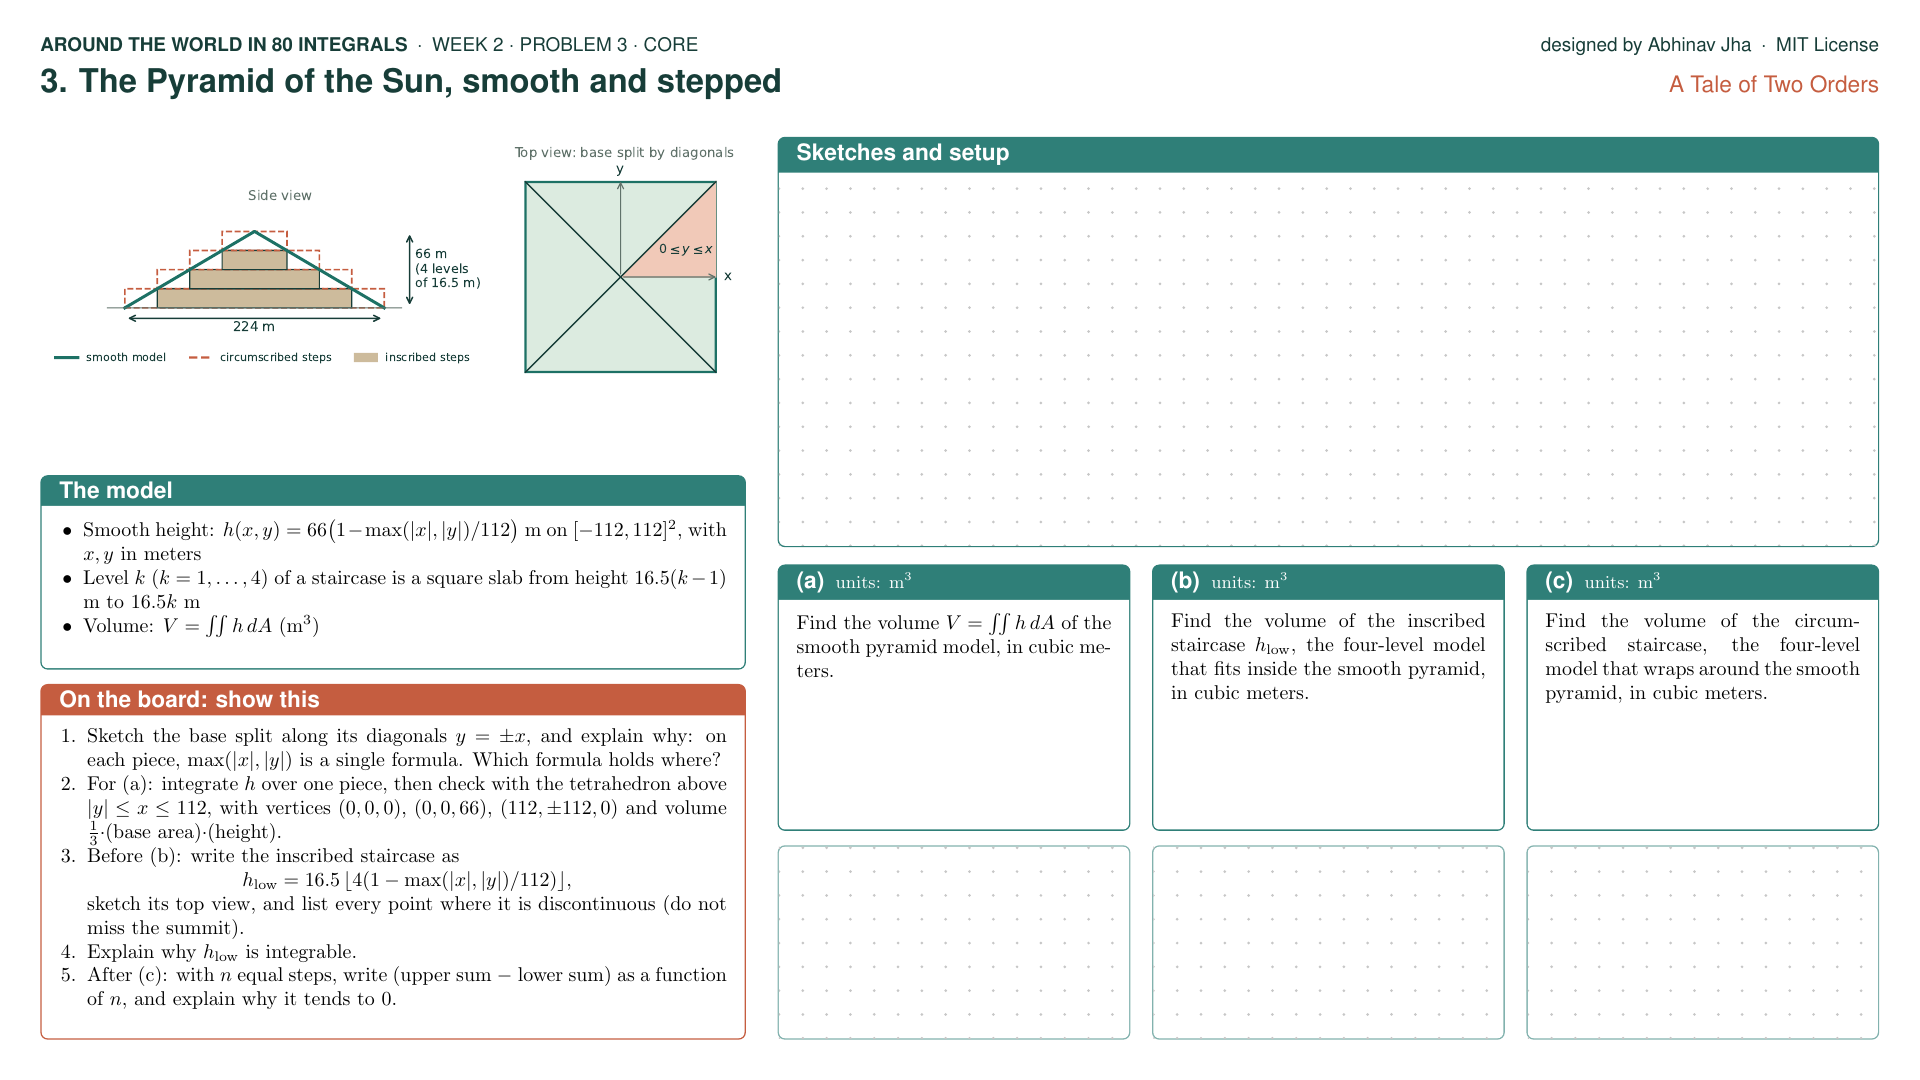 AROUND THE WORLD IN 80 INTEGRALS · WEEK 2 · PROBLEM 3 · CORE
designed by Abhinav Jha · MIT License
3. The Pyramid of the Sun, smooth and stepped
A Tale of Two Orders
Side view
66 m
(4 levels
of 16.5 m)
224 m
smooth model
circumscribed steps
inscribed steps
Top view: base split by diagonals
y
0 ≤ y ≤ x
x
The model
• Smooth height: h(x, y) = 66(1−max(|x|, |y|)/112) m on [−112, 112]², with
x, y in meters
• Level k (k = 1, . . . , 4) of a staircase is a square slab from height 16.5(k−1)
m to 16.5k m
• Volume: V = ∬ h dA (m³)
On the board: show this
1. Sketch the base split along its diagonals y = ±x, and explain why: on
each piece, max(|x|, |y|) is a single formula. Which formula holds where?
2. For (a): integrate h over one piece, then check with the tetrahedron above
|y| ≤ x ≤ 112, with vertices (0, 0, 0), (0, 0, 66), (112, ±112, 0) and volume
1/3·(base area)·(height).
3. Before (b): write the inscribed staircase as
h_low = 16.5 ⌊4(1 − max(|x|, |y|)/112)⌋,
sketch its top view, and list every point where it is discontinuous (do not
miss the summit).
4. Explain why h_low is integrable.
5. After (c): with n equal steps, write (upper sum − lower sum) as a function
of n, and explain why it tends to 0.
Sketches and setup
(a) units: m³
Find the volume V = ∬ h dA of the
smooth pyramid model, in cubic me-
ters.
(b) units: m³
Find the volume of the inscribed
staircase h_low, the four-level model
that fits inside the smooth pyramid,
in cubic meters.
(c) units: m³
Find the volume of the circum-
scribed staircase, the four-level
model that wraps around the smooth
pyramid, in cubic meters.